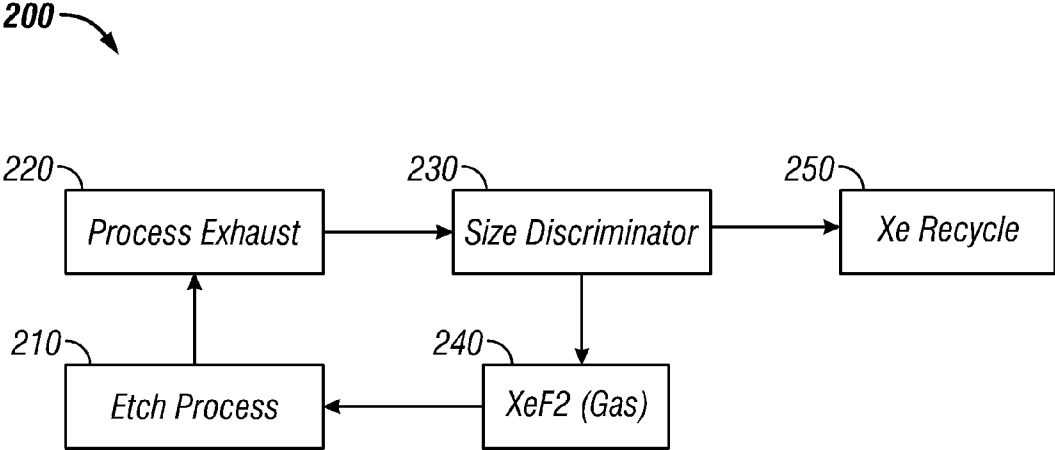 200
220
230
250
Process Exhaust
Size Discriminator
Xe Recycle
210
240
Etch Process
XeF2 (Gas)